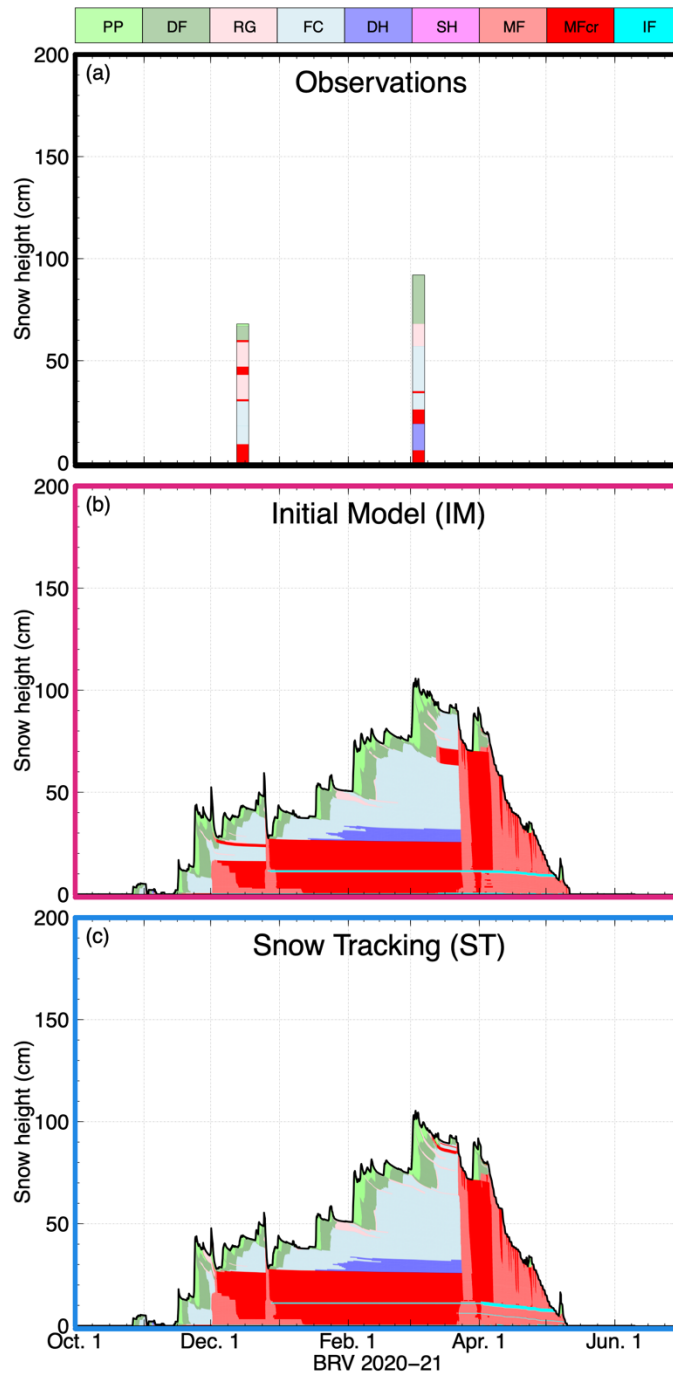 PP DF RG FC DH SH MF MFcr IF
200
(a) Observations
150
Snow height (cm)
100
50
0
200
(b) Initial Model (IM)
150
Snow height (cm)
100
50
0
200
(c) Snow Tracking (ST)
150
Snow height (cm)
100
50
0
Oct. 1 Dec. 1 Feb. 1 Apr. 1 Jun. 1
BRV 2020−21